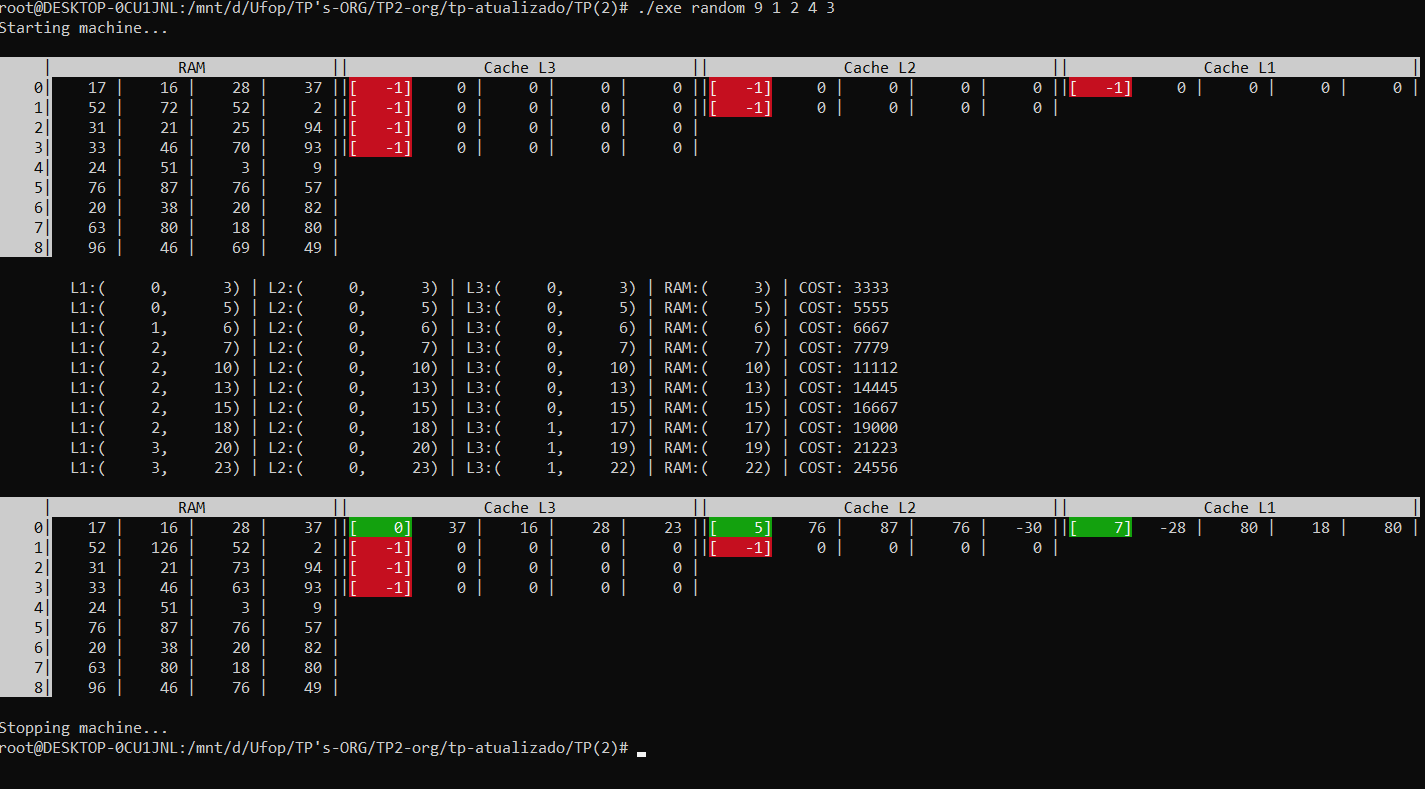 root@DESKTOP-0CU1JNL:/mnt/d/Ufop/TP's-ORG/TP2-org/tp-atualizado/TP(2)# ./exe random 9 1 2 4 3
Starting machine...
| RAM || Cache L3 || Cache L2 || Cache L1 |
0| 17 | 16 | 28 | 37 ||[ -1] 0 | 0 | 0 | 0 ||[ -1] 0 | 0 | 0 | 0 ||[ -1] 0 | 0 | 0 | 0 |
1| 52 | 72 | 52 | 2 ||[ -1] 0 | 0 | 0 | 0 ||[ -1] 0 | 0 | 0 | 0 |
2| 31 | 21 | 25 | 94 ||[ -1] 0 | 0 | 0 | 0 |
3| 33 | 46 | 70 | 93 ||[ -1] 0 | 0 | 0 | 0 |
4| 24 | 51 | 3 | 9 |
5| 76 | 87 | 76 | 57 |
6| 20 | 38 | 20 | 82 |
7| 63 | 80 | 18 | 80 |
8| 96 | 46 | 69 | 49 |
L1:( 0, 3) | L2:( 0, 3) | L3:( 0, 3) | RAM:( 3) | COST: 3333
L1:( 0, 5) | L2:( 0, 5) | L3:( 0, 5) | RAM:( 5) | COST: 5555
L1:( 1, 6) | L2:( 0, 6) | L3:( 0, 6) | RAM:( 6) | COST: 6667
L1:( 2, 7) | L2:( 0, 7) | L3:( 0, 7) | RAM:( 7) | COST: 7779
L1:( 2, 10) | L2:( 0, 10) | L3:( 0, 10) | RAM:( 10) | COST: 11112
L1:( 2, 13) | L2:( 0, 13) | L3:( 0, 13) | RAM:( 13) | COST: 14445
L1:( 2, 15) | L2:( 0, 15) | L3:( 0, 15) | RAM:( 15) | COST: 16667
L1:( 2, 18) | L2:( 0, 18) | L3:( 1, 17) | RAM:( 17) | COST: 19000
L1:( 3, 20) | L2:( 0, 20) | L3:( 1, 19) | RAM:( 19) | COST: 21223
L1:( 3, 23) | L2:( 0, 23) | L3:( 1, 22) | RAM:( 22) | COST: 24556
| RAM || Cache L3 || Cache L2 || Cache L1 |
0| 17 | 16 | 28 | 37 ||[ 0] 37 | 16 | 28 | 23 ||[ 5] 76 | 87 | 76 | -30 ||[ 7] -28 | 80 | 18 | 80 |
1| 52 | 126 | 52 | 2 ||[ -1] 0 | 0 | 0 | 0 ||[ -1] 0 | 0 | 0 | 0 |
2| 31 | 21 | 73 | 94 ||[ -1] 0 | 0 | 0 | 0 |
3| 33 | 46 | 63 | 93 ||[ -1] 0 | 0 | 0 | 0 |
4| 24 | 51 | 3 | 9 |
5| 76 | 87 | 76 | 57 |
6| 20 | 38 | 20 | 82 |
7| 63 | 80 | 18 | 80 |
8| 96 | 46 | 76 | 49 |
Stopping machine...
root@DESKTOP-0CU1JNL:/mnt/d/Ufop/TP's-ORG/TP2-org/tp-atualizado/TP(2)#